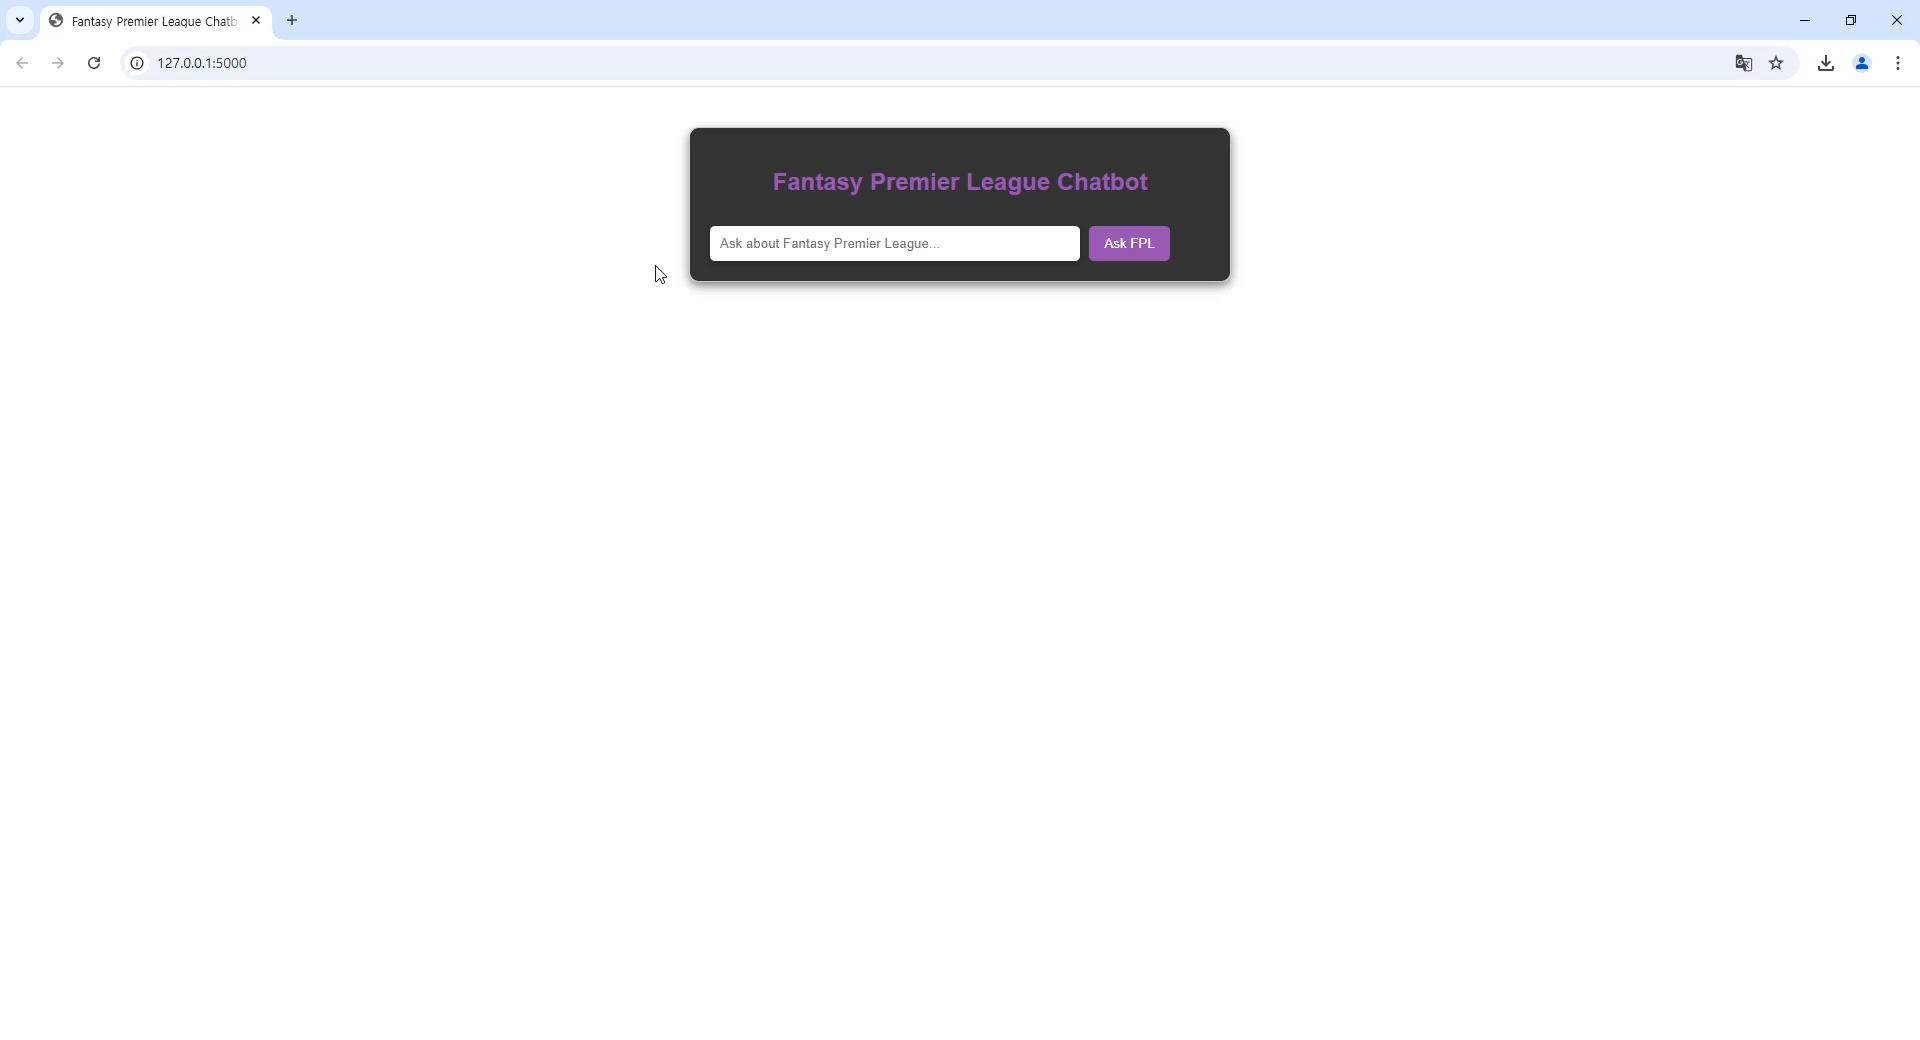 Fantasy Premier League Chatb
127.0.0.1:5000
Fantasy Premier League Chatbot
Ask about Fantasy Premier League...
Ask FPL